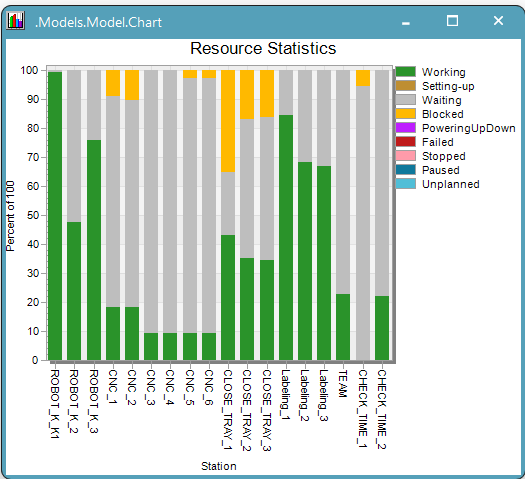 .Models.Model.Chart
Resource Statistics
100
90
80
70
60
50
40
30
20
10
0
Percent of 100
ROBOT_K_K1
ROBOT_K_2
ROBOT_K_3
CNC_1
CNC_2
CNC_3
CNC_4
CNC_5
CNC_6
CLOSE_TRAY_1
CLOSE_TRAY_2
CLOSE_TRAY_3
Labeling_1
Labeling_2
Labeling_3
TEAM
CHECK_TIME_1
CHECK_TIME_2
Station
Working
Setting-up
Waiting
Blocked
PoweringUpDown
Failed
Stopped
Paused
Unplanned